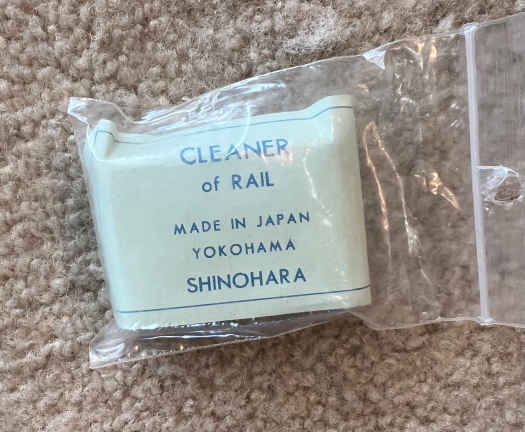 CLEANER
of RAIL
MADE IN JAPAN
YOKOHAMA
SHINOHARA